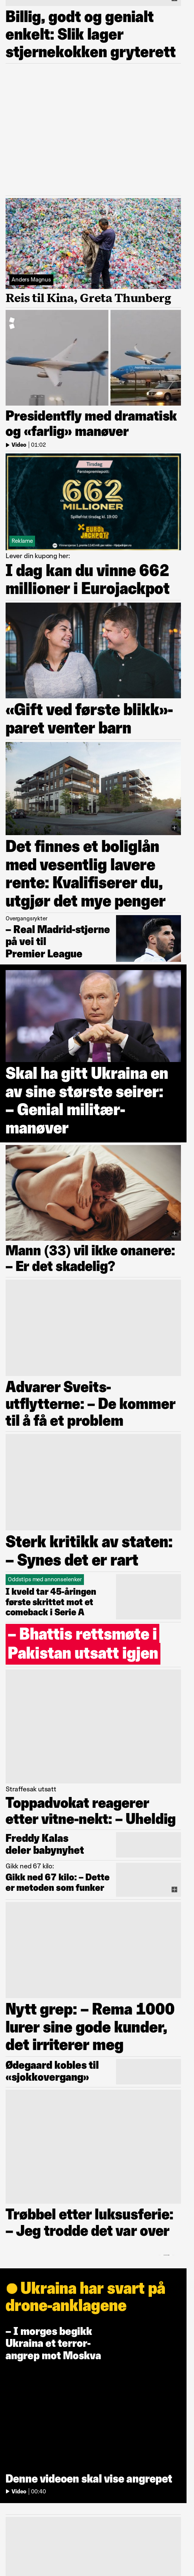 Billig, godt og genialt
enkelt: Slik lager
stjernekokken gryterett
Anders Magnus
Reis til Kina, Greta Thunberg
Presidentfly med dramatisk
og «farlig» manøver
Video | 01:02
Tirsdag
Førstepremiepott:
662
MILLIONER
EUROJACKPOT
Reklame
Lever din kupong her:
I dag kan du vinne 662
millioner i Eurojackpot
«Gift ved første blikk»-
paret venter barn
Det finnes et boliglån
med vesentlig lavere
rente: Kvalifiserer du,
utgjør det mye penger
Overgangsrykter
– Real Madrid-stjerne
på vei til
Premier League
Skal ha gitt Ukraina en
av sine største seirer:
– Genial militær-
manøver
Mann (33) vil ikke onanere:
– Er det skadelig?
Advarer Sveits-
utflytterne: – De kommer
til å få et problem
Sterk kritikk av staten:
– Synes det er rart
Oddstips med annonselenker
I kveld tar 45-åringen
første skrittet mot et
comeback i Serie A
– Bhattis rettsmøte i
Pakistan utsatt igjen
Straffesak utsatt
Toppadvokat reagerer
etter vitne-nekt: – Uheldig
Freddy Kalas
deler babynyhet
Gikk ned 67 kilo:
Gikk ned 67 kilo: – Dette
er metoden som funker
Nytt grep: – Rema 1000
lurer sine gode kunder,
det irriterer meg
Ødegaard kobles til
«sjokkovergang»
Trøbbel etter luksusferie:
– Jeg trodde det var over
Ukraina har svart på
drone-anklagene
– I morges begikk
Ukraina et terror-
angrep mot Moskva
Denne videoen skal vise angrepet
Video | 00:40